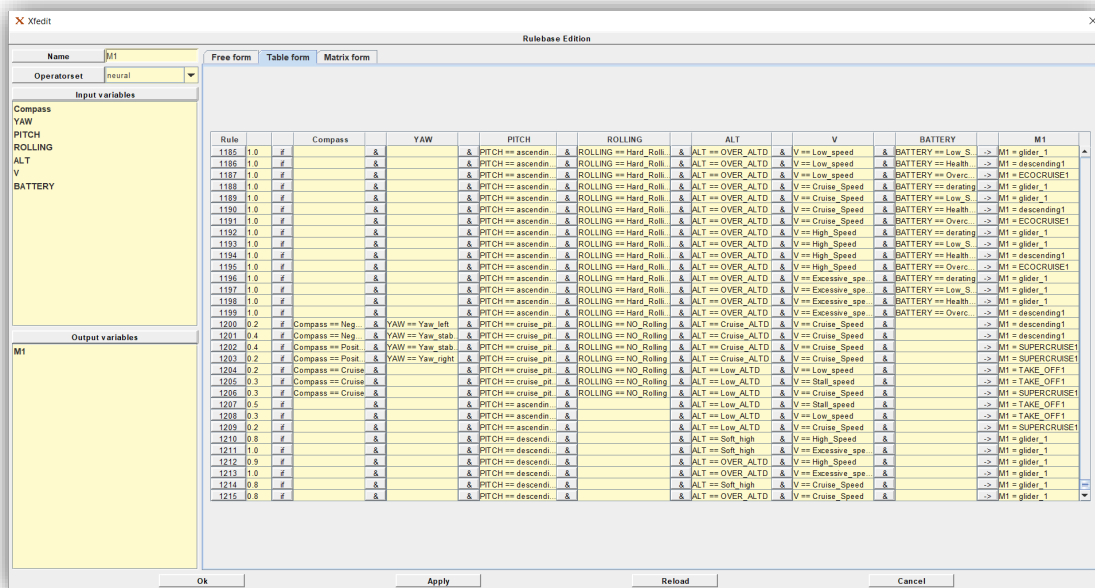 Xfedit
Rulebase Edition
Name M1
Operatorset neural
Input variables
Compass
YAW
PITCH
ROLLING
ALT
V
BATTERY
Output variables
M1
Free form Table form Matrix form
Rule Compass & YAW & PITCH & ROLLING & ALT & V & BATTERY -> M1
1185 1.0 if & & PITCH == ascendin... & ROLLING == Hard_Rolli... & ALT == OVER_ALTD & V == Low_speed & BATTERY == Low_S... -> M1 = glider_1
1186 1.0 if & & PITCH == ascendin... & ROLLING == Hard_Rolli... & ALT == OVER_ALTD & V == Low_speed & BATTERY == Health... -> M1 = descending1
1187 1.0 if & & PITCH == ascendin... & ROLLING == Hard_Rolli... & ALT == OVER_ALTD & V == Low_speed & BATTERY == Overc... -> M1 = ECOCRUISE1
1188 1.0 if & & PITCH == ascendin... & ROLLING == Hard_Rolli... & ALT == OVER_ALTD & V == Cruise_Speed & BATTERY == derating -> M1 = glider_1
1189 1.0 if & & PITCH == ascendin... & ROLLING == Hard_Rolli... & ALT == OVER_ALTD & V == Cruise_Speed & BATTERY == Low_S... -> M1 = glider_1
1190 1.0 if & & PITCH == ascendin... & ROLLING == Hard_Rolli... & ALT == OVER_ALTD & V == Cruise_Speed & BATTERY == Health... -> M1 = descending1
1191 1.0 if & & PITCH == ascendin... & ROLLING == Hard_Rolli... & ALT == OVER_ALTD & V == Cruise_Speed & BATTERY == Overc... -> M1 = ECOCRUISE1
1192 1.0 if & & PITCH == ascendin... & ROLLING == Hard_Rolli... & ALT == OVER_ALTD & V == High_Speed & BATTERY == derating -> M1 = glider_1
1193 1.0 if & & PITCH == ascendin... & ROLLING == Hard_Rolli... & ALT == OVER_ALTD & V == High_Speed & BATTERY == Low_S... -> M1 = glider_1
1194 1.0 if & & PITCH == ascendin... & ROLLING == Hard_Rolli... & ALT == OVER_ALTD & V == High_Speed & BATTERY == Health... -> M1 = descending1
1195 1.0 if & & PITCH == ascendin... & ROLLING == Hard_Rolli... & ALT == OVER_ALTD & V == High_Speed & BATTERY == Overc... -> M1 = ECOCRUISE1
1196 1.0 if & & PITCH == ascendin... & ROLLING == Hard_Rolli... & ALT == OVER_ALTD & V == Excessive_spe... & BATTERY == derating -> M1 = glider_1
1197 1.0 if & & PITCH == ascendin... & ROLLING == Hard_Rolli... & ALT == OVER_ALTD & V == Excessive_spe... & BATTERY == Low_S... -> M1 = glider_1
1198 1.0 if & & PITCH == ascendin... & ROLLING == Hard_Rolli... & ALT == OVER_ALTD & V == Excessive_spe... & BATTERY == Health... -> M1 = glider_1
1199 1.0 if & & PITCH == ascendin... & ROLLING == Hard_Rolli... & ALT == OVER_ALTD & V == Excessive_spe... & BATTERY == Overc... -> M1 = descending1
1200 0.2 if Compass == Neg... & YAW == Yaw_left & PITCH == cruise_pit... & ROLLING == NO_Rolling & ALT == Cruise_ALTD & V == Cruise_Speed & -> M1 = descending1
1201 0.4 if Compass == Neg... & YAW == Yaw_stab... & PITCH == cruise_pit... & ROLLING == NO_Rolling & ALT == Cruise_ALTD & V == Cruise_Speed & -> M1 = descending1
1202 0.4 if Compass == Posit... & YAW == Yaw_stab... & PITCH == cruise_pit... & ROLLING == NO_Rolling & ALT == Cruise_ALTD & V == Cruise_Speed & -> M1 = SUPERCRUISE1
1203 0.2 if Compass == Posit... & YAW == Yaw_right & PITCH == cruise_pit... & ROLLING == NO_Rolling & ALT == Cruise_ALTD & V == Cruise_Speed & -> M1 = SUPERCRUISE1
1204 0.2 if Compass == Cruise & & PITCH == cruise_pit... & ROLLING == NO_Rolling & ALT == Low_ALTD & V == Low_speed & -> M1 = TAKE_OFF1
1205 0.3 if Compass == Cruise & & PITCH == cruise_pit... & ROLLING == NO_Rolling & ALT == Low_ALTD & V == Stall_speed & -> M1 = TAKE_OFF1
1206 0.3 if Compass == Cruise & & PITCH == cruise_pit... & ROLLING == NO_Rolling & ALT == Low_ALTD & V == Cruise_Speed & -> M1 = SUPERCRUISE1
1207 0.5 if & & PITCH == ascendin... & & ALT == Low_ALTD & V == Stall_speed & -> M1 = TAKE_OFF1
1208 0.3 if & & PITCH == ascendin... & & ALT == Low_ALTD & V == Low_speed & -> M1 = TAKE_OFF1
1209 0.2 if & & PITCH == ascendin... & & ALT == Low_ALTD & V == Cruise_Speed & -> M1 = SUPERCRUISE1
1210 0.8 if & & PITCH == descendi... & & ALT == Soft_high & V == High_Speed & -> M1 = glider_1
1211 1.0 if & & PITCH == descendi... & & ALT == Soft_high & V == Excessive_spe... & -> M1 = glider_1
1212 0.9 if & & PITCH == descendi... & & ALT == OVER_ALTD & V == High_Speed & -> M1 = glider_1
1213 1.0 if & & PITCH == descendi... & & ALT == OVER_ALTD & V == Excessive_spe... & -> M1 = glider_1
1214 0.8 if & & PITCH == descendi... & & ALT == Soft_high & V == Cruise_Speed & -> M1 = glider_1
1215 0.8 if & & PITCH == descendi... & & ALT == OVER_ALTD & V == Cruise_Speed & -> M1 = glider_1
Ok Apply Reload Cancel